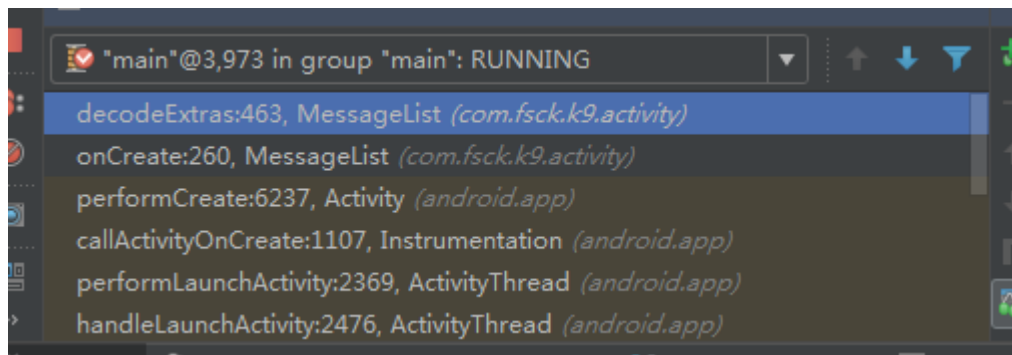 "main"@3,973 in group "main": RUNNING
decodeExtras:463, MessageList (com.fsck.k9.activity)
onCreate:260, MessageList (com.fsck.k9.activity)
performCreate:6237, Activity (android.app)
callActivityOnCreate:1107, Instrumentation (android.app)
performLaunchActivity:2369, ActivityThread (android.app)
handleLaunchActivity:2476, ActivityThread (android.app)